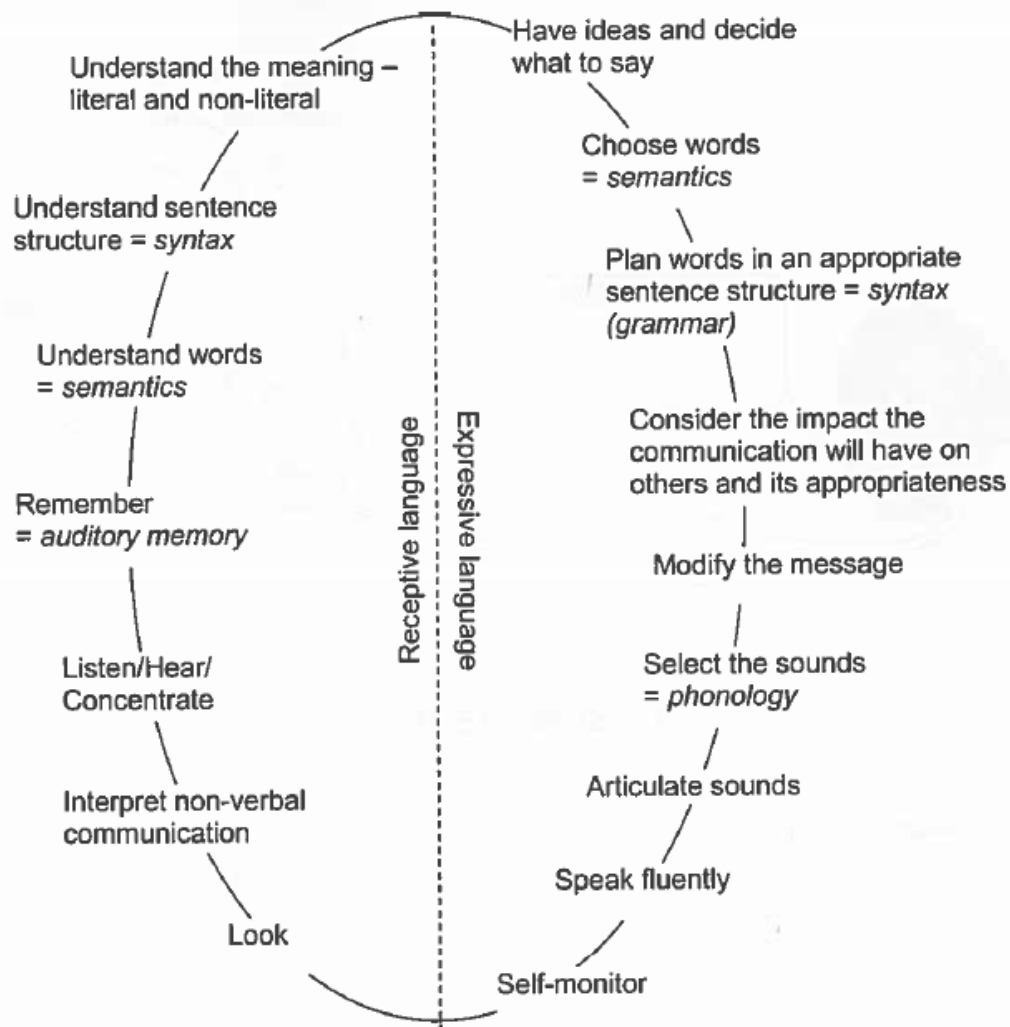 Understand the meaning –
literal and non-literal
Understand sentence
structure = syntax
Understand words
= semantics
Remember
= auditory memory
Listen/Hear/
Concentrate
Interpret non-verbal
communication
Look
Receptive language
Expressive language
Have ideas and decide
what to say
Choose words
= semantics
Plan words in an appropriate
sentence structure = syntax
(grammar)
Consider the impact the
communication will have on
others and its appropriateness
Modify the message
Select the sounds
= phonology
Articulate sounds
Speak fluently
Self-monitor